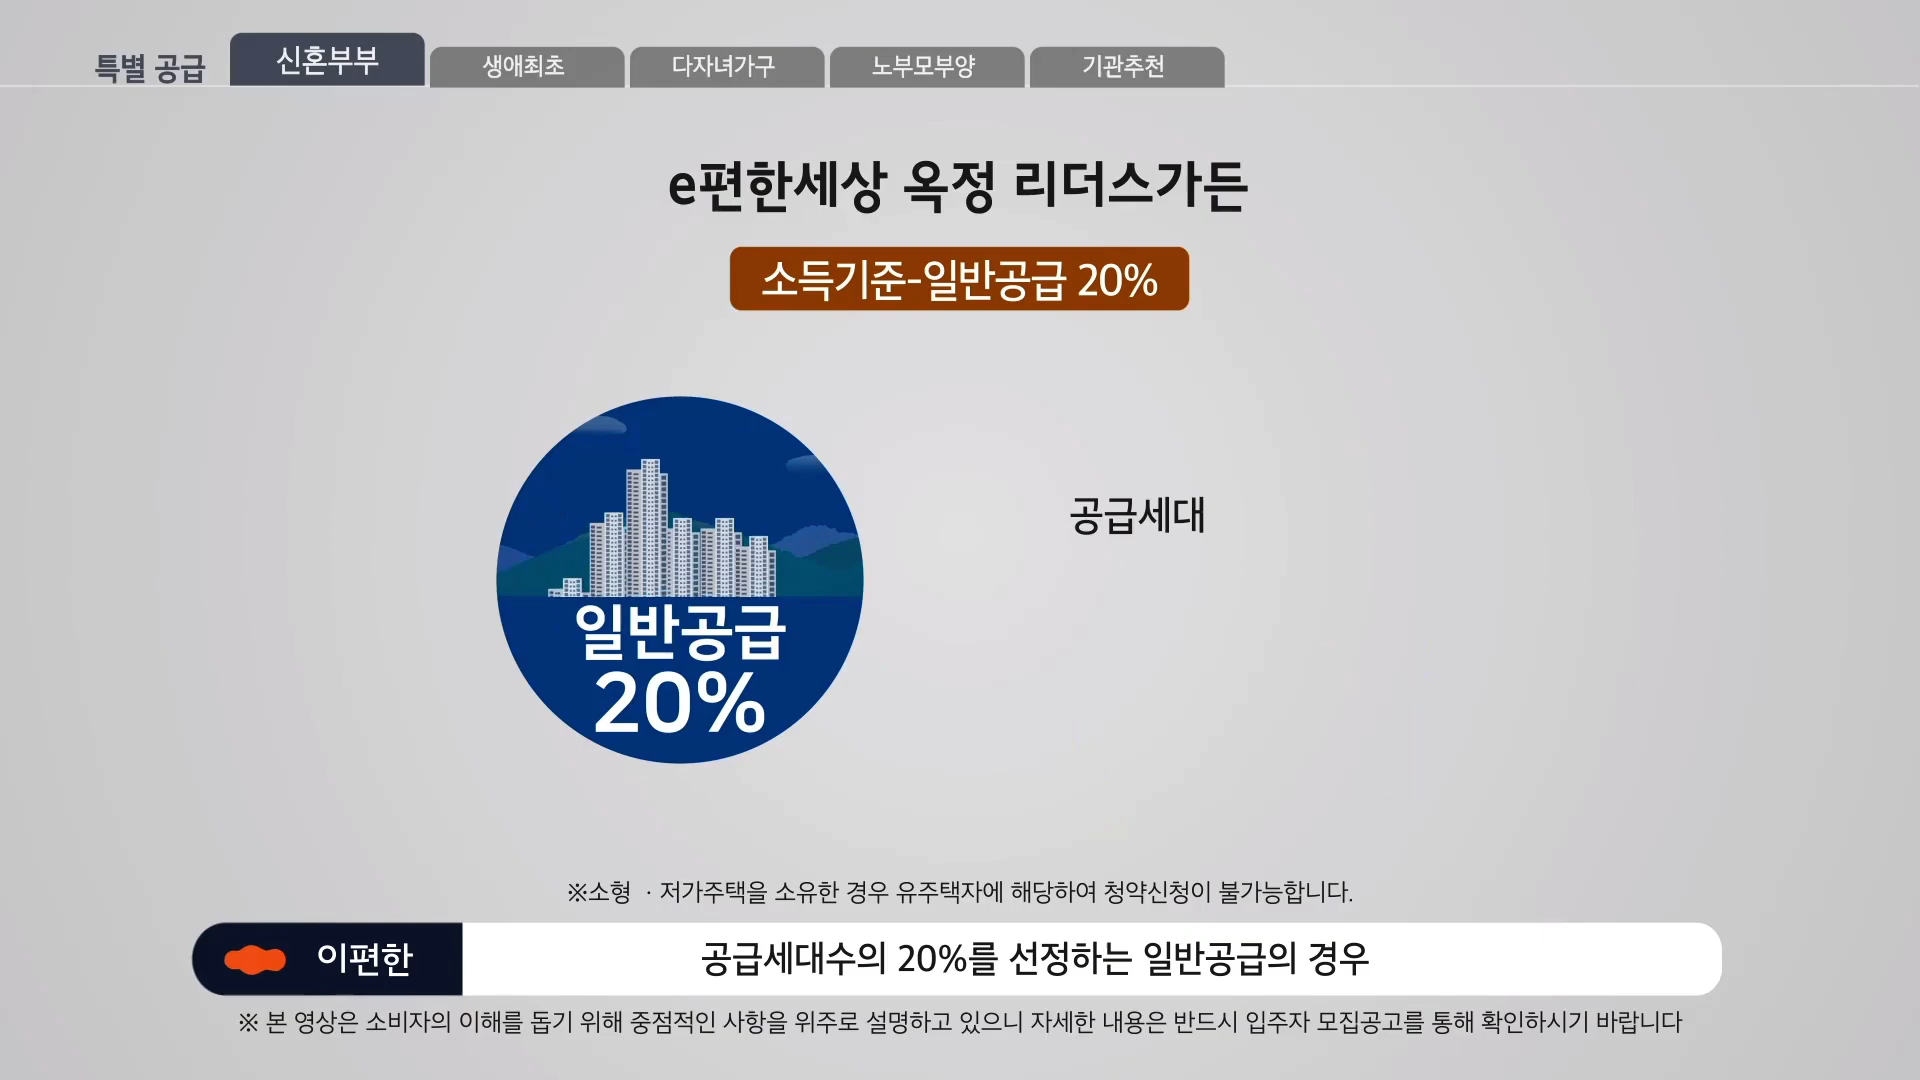 특별 공급
신혼부부
생애최초
다자녀가구
노부모부양
기관추천
e편한세상 옥정 리더스가든
소득기준-일반공급 20%
공급세대
일반공급
20%
※소형 · 저가주택을 소유한 경우 유주택자에 해당하여 청약신청이 불가능합니다.
이편한
공급세대수의 20%를 선정하는 일반공급의 경우
※ 본 영상은 소비자의 이해를 돕기 위해 중점적인 사항을 위주로 설명하고 있으니 자세한 내용은 반드시 입주자 모집공고를 통해 확인하시기 바랍니다